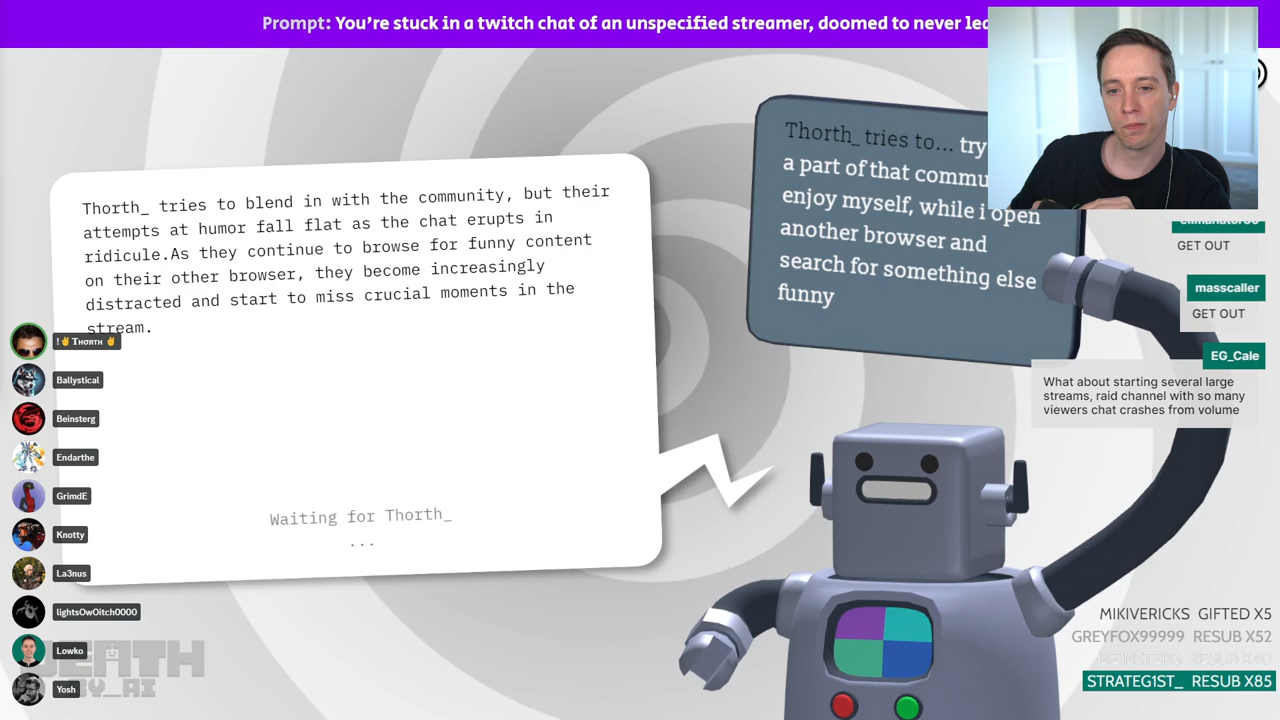 Prompt: You're stuck in a twitch chat of an unspecified streamer, doomed to never
Thorth_ tries to blend in with the community, but their
attempts at humor fall flat as the chat erupts in
ridicule.As they continue to browse for funny content
on their other browser, they become increasingly
distracted and start to miss crucial moments in the
stream.
Waiting for Thorth_
...
Thorth_ tries to... try
a part of that
enjoy myself, while i open
another browser and
search for something else
funny
GET OUT
masscaller
GET OUT
EG_Cale
What about starting several large
streams, raid channel with so many
viewers chat crashes from volume
!✌Thorth ✌
Ballystical
Beinsterg
Endarthe
GrimdE
Knotty
La3nus
lightsOwOitch0000
Lowko
Yosh
DEATH
BY_AI
MIKIVERICKS GIFTED X5
GREYFOX99999 RESUB X52
BEINSTERG RESUB X40
STRATEG1ST_ RESUB X85